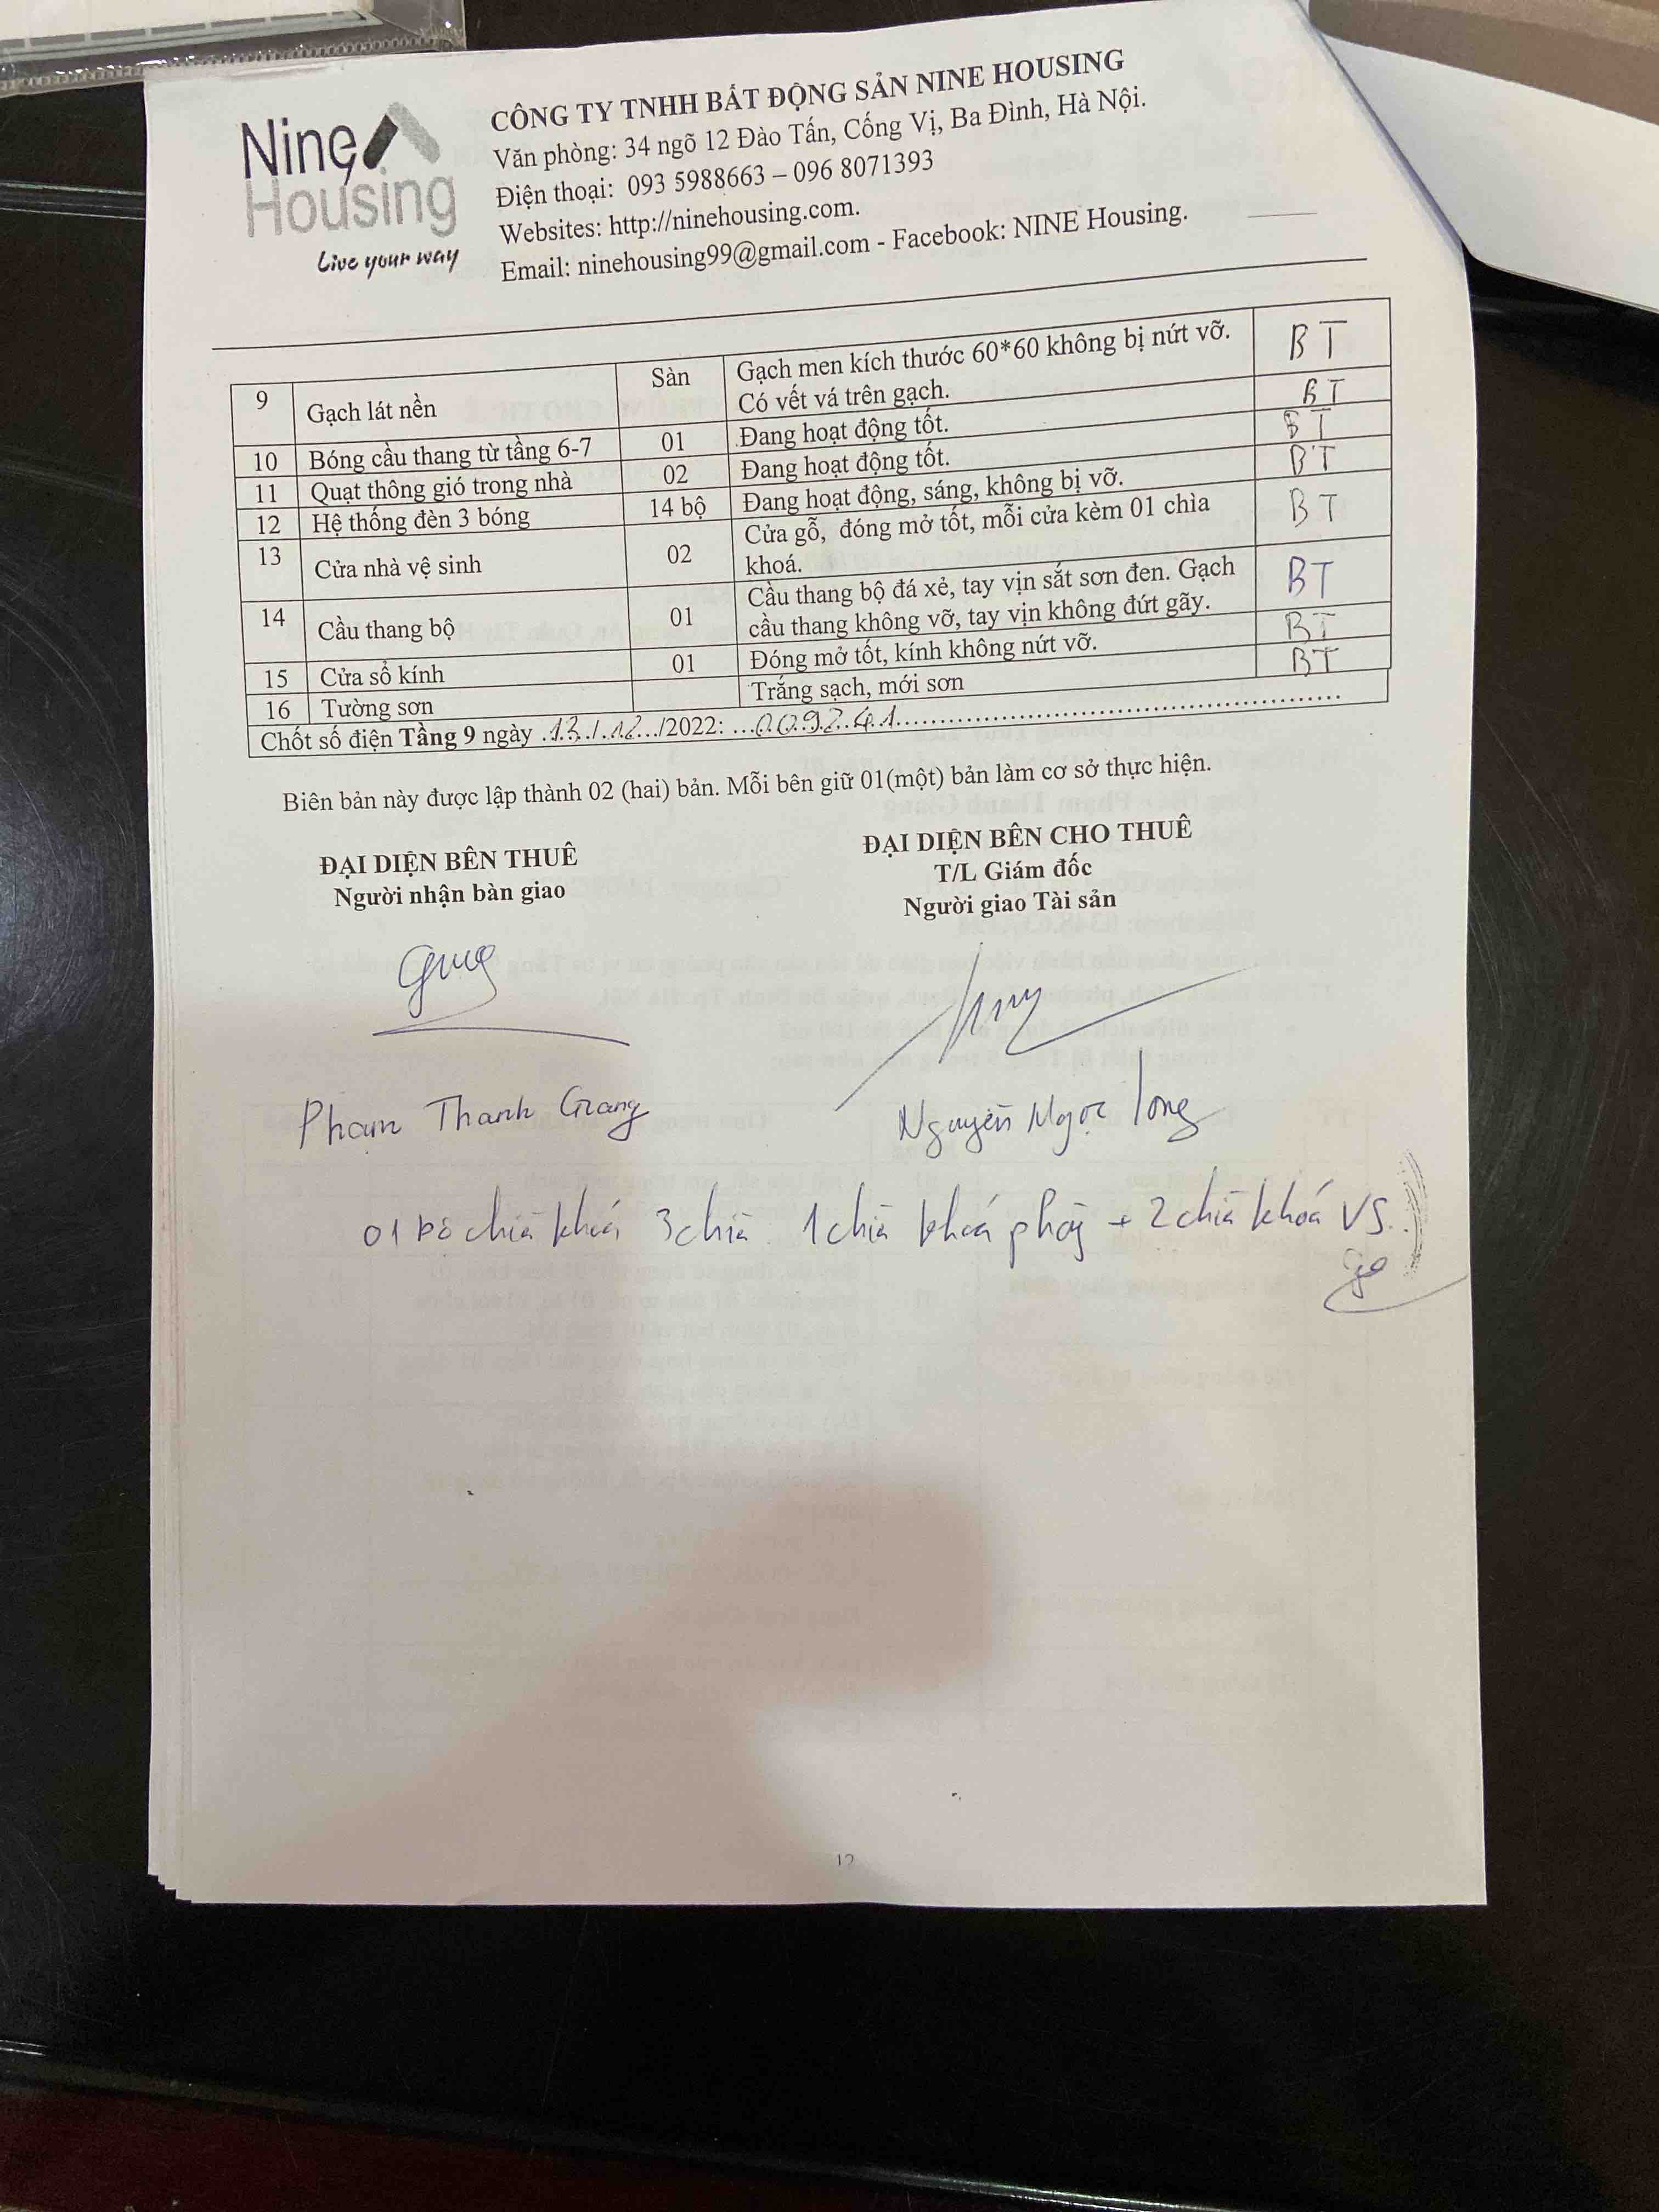 Nine
Housing
Live your way
CÔNG TY TNHH BẤT ĐỘNG SẢN NINE HOUSING
Văn phòng: 34 ngõ 12 Đào Tấn, Cống Vị, Ba Đình, Hà Nội.
Điện thoại: 093 5988663 – 096 8071393
Websites: http://ninehousing.com.
Email: ninehousing99@gmail.com - Facebook: NINE Housing.
9 Gạch lát nền Sàn Gạch men kích thước 60*60 không bị nứt vỡ. BT
Có vết vá trên gạch.
10 Bóng cầu thang từ tầng 6-7 01 Đang hoạt động tốt. BT
11 Quạt thông gió trong nhà 02 Đang hoạt động tốt. BT
12 Hệ thống đèn 3 bóng 14 bộ Đang hoạt động, sáng, không bị vỡ. BT
13 Cửa nhà vệ sinh 02 Cửa gỗ, đóng mở tốt, mỗi cửa kèm 01 chìa BT
khoá.
14 Cầu thang bộ 01 Cầu thang bộ đá xẻ, tay vịn sắt sơn đen. Gạch BT
cầu thang không vỡ, tay vịn không đứt gãy.
15 Cửa sổ kính 01 Đóng mở tốt, kính không nứt vỡ. BT
16 Tường sơn Trắng sạch, mới sơn BT
Chốt số điện Tầng 9 ngày 13/12/2022: 009241
Biên bản này được lập thành 02 (hai) bản. Mỗi bên giữ 01(một) bản làm cơ sở thực hiện.
ĐẠI DIỆN BÊN THUÊ
Người nhận bàn giao
ĐẠI DIỆN BÊN CHO THUÊ
T/L Giám đốc
Người giao Tài sản
Phạm Thanh Giang
Nguyễn Ngọc long
01 bộ chìa khoá 3 chìa 1 chìa khoá phòg + 2 chìa khoá VS.
12